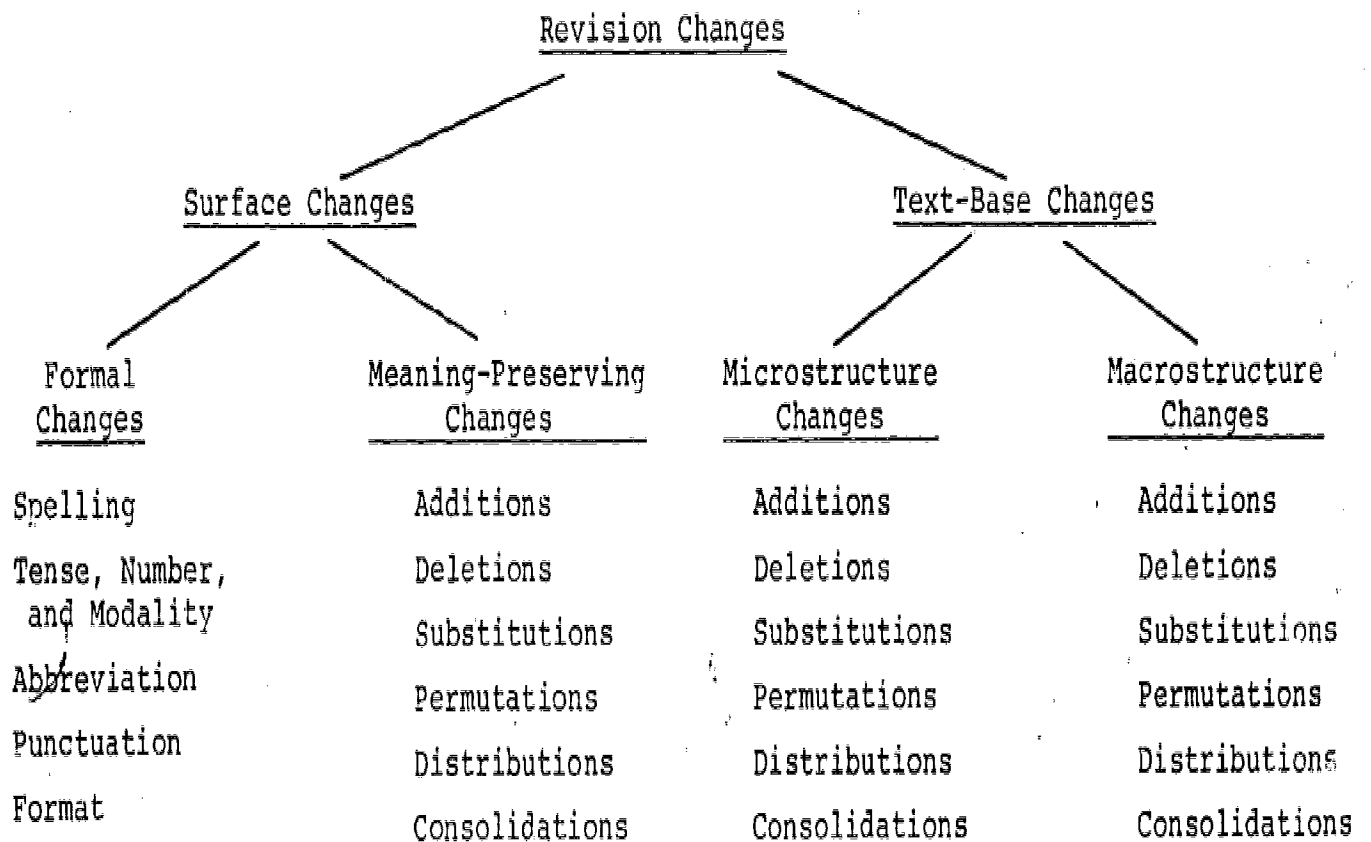 Revision Changes
Surface Changes
Text-Base Changes
Formal
Changes
Meaning-Preserving
Changes
Microstructure
Changes
Macrostructure
Changes
Spelling
Tense, Number,
and Modality
Abbreviation
Punctuation
Format
Additions
Deletions
Substitutions
Permutations
Distributions
Consolidations
Additions
Deletions
Substitutions
Permutations
Distributions
Consolidations
Additions
Deletions
Substitutions
Permutations
Distributions
Consolidations